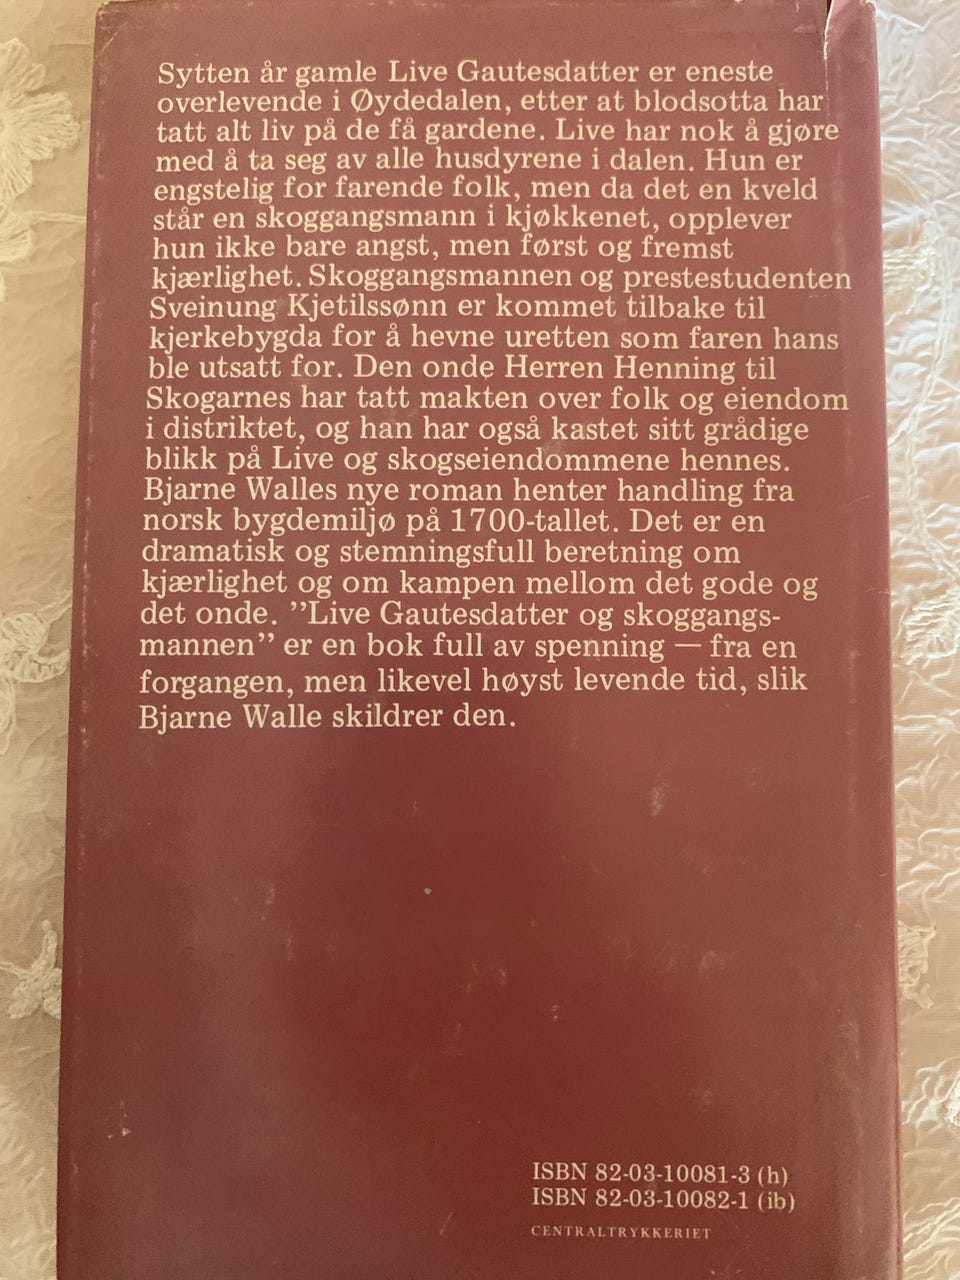 Sytten år gamle Live Gautesdatter er eneste
overlevende i Øydedalen, etter at blodsotta har
tatt alt liv på de få gardene. Live har nok å gjøre
med å ta seg av alle husdyrene i dalen. Hun er
engstelig for farende folk, men da det en kveld
står en skoggangsmann i kjøkkenet, opplever
hun ikke bare angst, men først og fremst
kjærlighet. Skoggangsmannen og prestestudenten
Sveinung Kjetilssønn er kommet tilbake til
kjerkebygda for å hevne uretten som faren hans
ble utsatt for. Den onde Herren Henning til
Skogarnes har tatt makten over folk og eiendom
i distriktet, og han har også kastet sitt grådige
blikk på Live og skogseiendommene hennes.
Bjarne Walles nye roman henter handling fra
norsk bygdemiljø på 1700-tallet. Det er en
dramatisk og stemningsfull beretning om
kjærlighet og om kampen mellom det gode og
det onde. ”Live Gautesdatter og skoggangs-
mannen” er en bok full av spenning — fra en
forgangen, men likevel høyst levende tid, slik
Bjarne Walle skildrer den.
ISBN 82-03-10081-3 (h)
ISBN 82-03-10082-1 (ib)
CENTRALTRYKKERIET